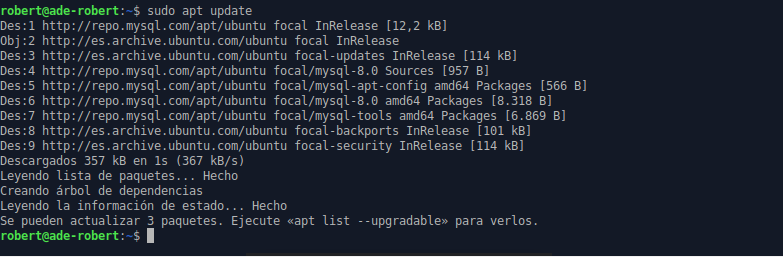 robert@ade-robert:~$ sudo apt update
Des:1 http://repo.mysql.com/apt/ubuntu focal InRelease [12,2 kB]
Obj:2 http://es.archive.ubuntu.com/ubuntu focal InRelease
Des:3 http://es.archive.ubuntu.com/ubuntu focal-updates InRelease [114 kB]
Des:4 http://repo.mysql.com/apt/ubuntu focal/mysql-8.0 Sources [957 B]
Des:5 http://repo.mysql.com/apt/ubuntu focal/mysql-apt-config amd64 Packages [566 B]
Des:6 http://repo.mysql.com/apt/ubuntu focal/mysql-8.0 amd64 Packages [8.318 B]
Des:7 http://repo.mysql.com/apt/ubuntu focal/mysql-tools amd64 Packages [6.869 B]
Des:8 http://es.archive.ubuntu.com/ubuntu focal-backports InRelease [101 kB]
Des:9 http://es.archive.ubuntu.com/ubuntu focal-security InRelease [114 kB]
Descargados 357 kB en 1s (367 kB/s)
Leyendo lista de paquetes... Hecho
Creando árbol de dependencias
Leyendo la información de estado... Hecho
Se pueden actualizar 3 paquetes. Ejecute «apt list --upgradable» para verlos.
robert@ade-robert:~$